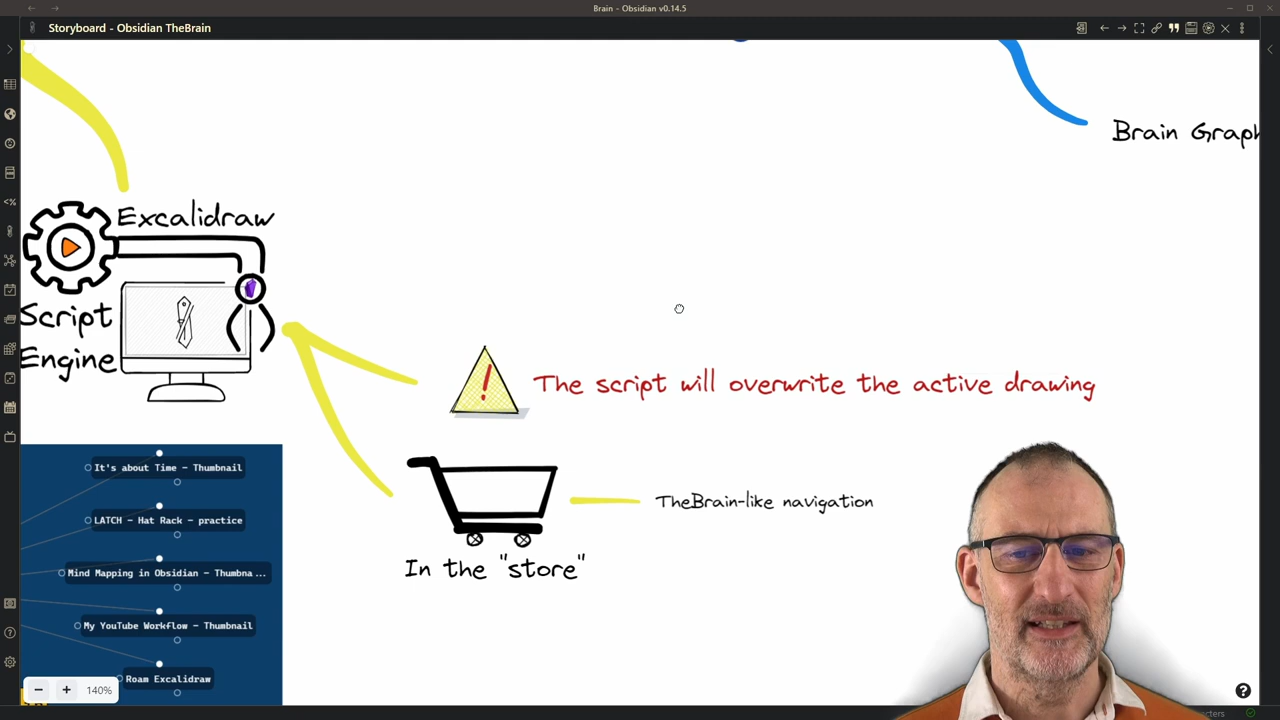 Brain - Obsidian v0.14.5
Storyboard - Obsidian TheBrain
Brain Graph
Excalidraw
Script
Engine
!
The script will overwrite the active drawing
TheBrain-like navigation
In the "store"
It's about Time - Thumbnail
LATCH - Hat Rack - practice
Mind Mapping in Obsidian - Thumbna ...
My YouTube Workflow - Thumbnail
Roam Excalidraw
140%